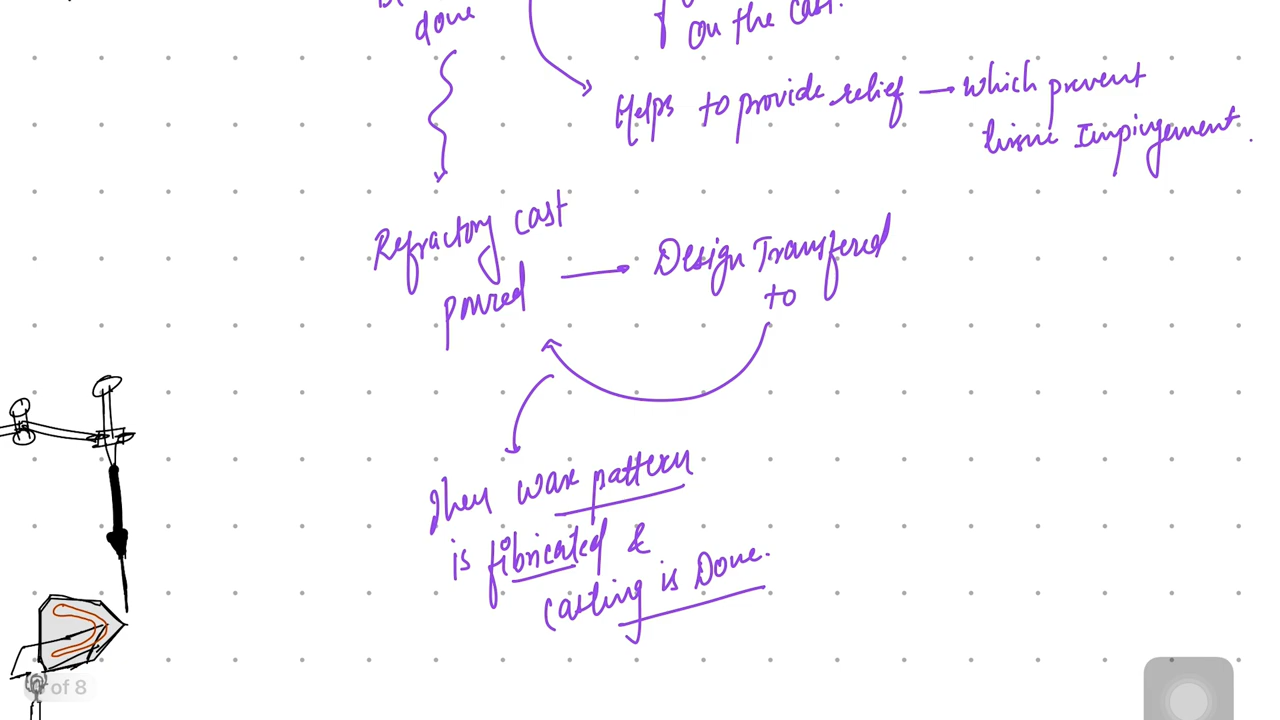 done
on the cast.
Helps to provide relief → which prevent
tissue Impingement.
Refractory cast
poured → Design Transfered
to
then wax pattern
is fibricated &
casting is Done.
of 8